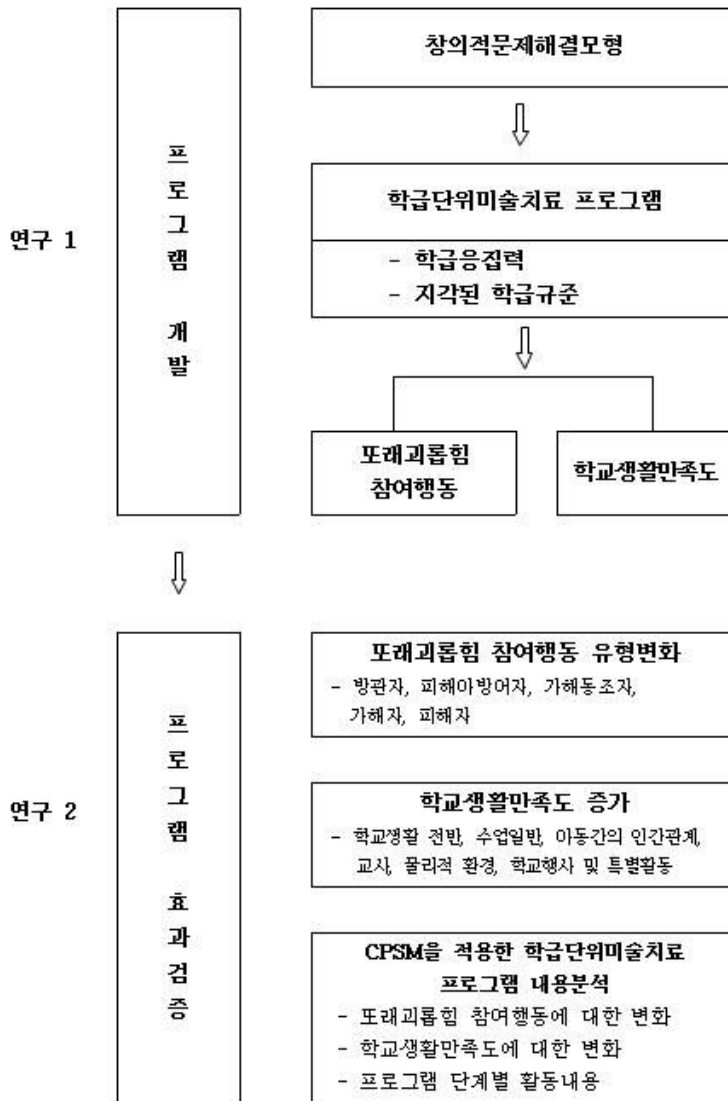 창의적문제해결모형
연구 1
프로그램 개발
학급단위미술치료 프로그램
- 학급응집력
- 지각된 학급규준
또래괴롭힘
참여행동
학교생활만족도
연구 2
프로그램 효과검증
또래괴롭힘 참여행동 유형변화
- 방관자, 피해아방어자, 가해동조자,
가해자, 피해자
학교생활만족도 증가
- 학교생활 전반, 수업일반, 아동간의 인간관계,
교사, 물리적 환경, 학교행사 및 특별활동
CPSM을 적용한 학급단위미술치료
프로그램 내용분석
- 또래괴롭힘 참여행동에 대한 변화
- 학교생활만족도에 대한 변화
- 프로그램 단계별 활동내용